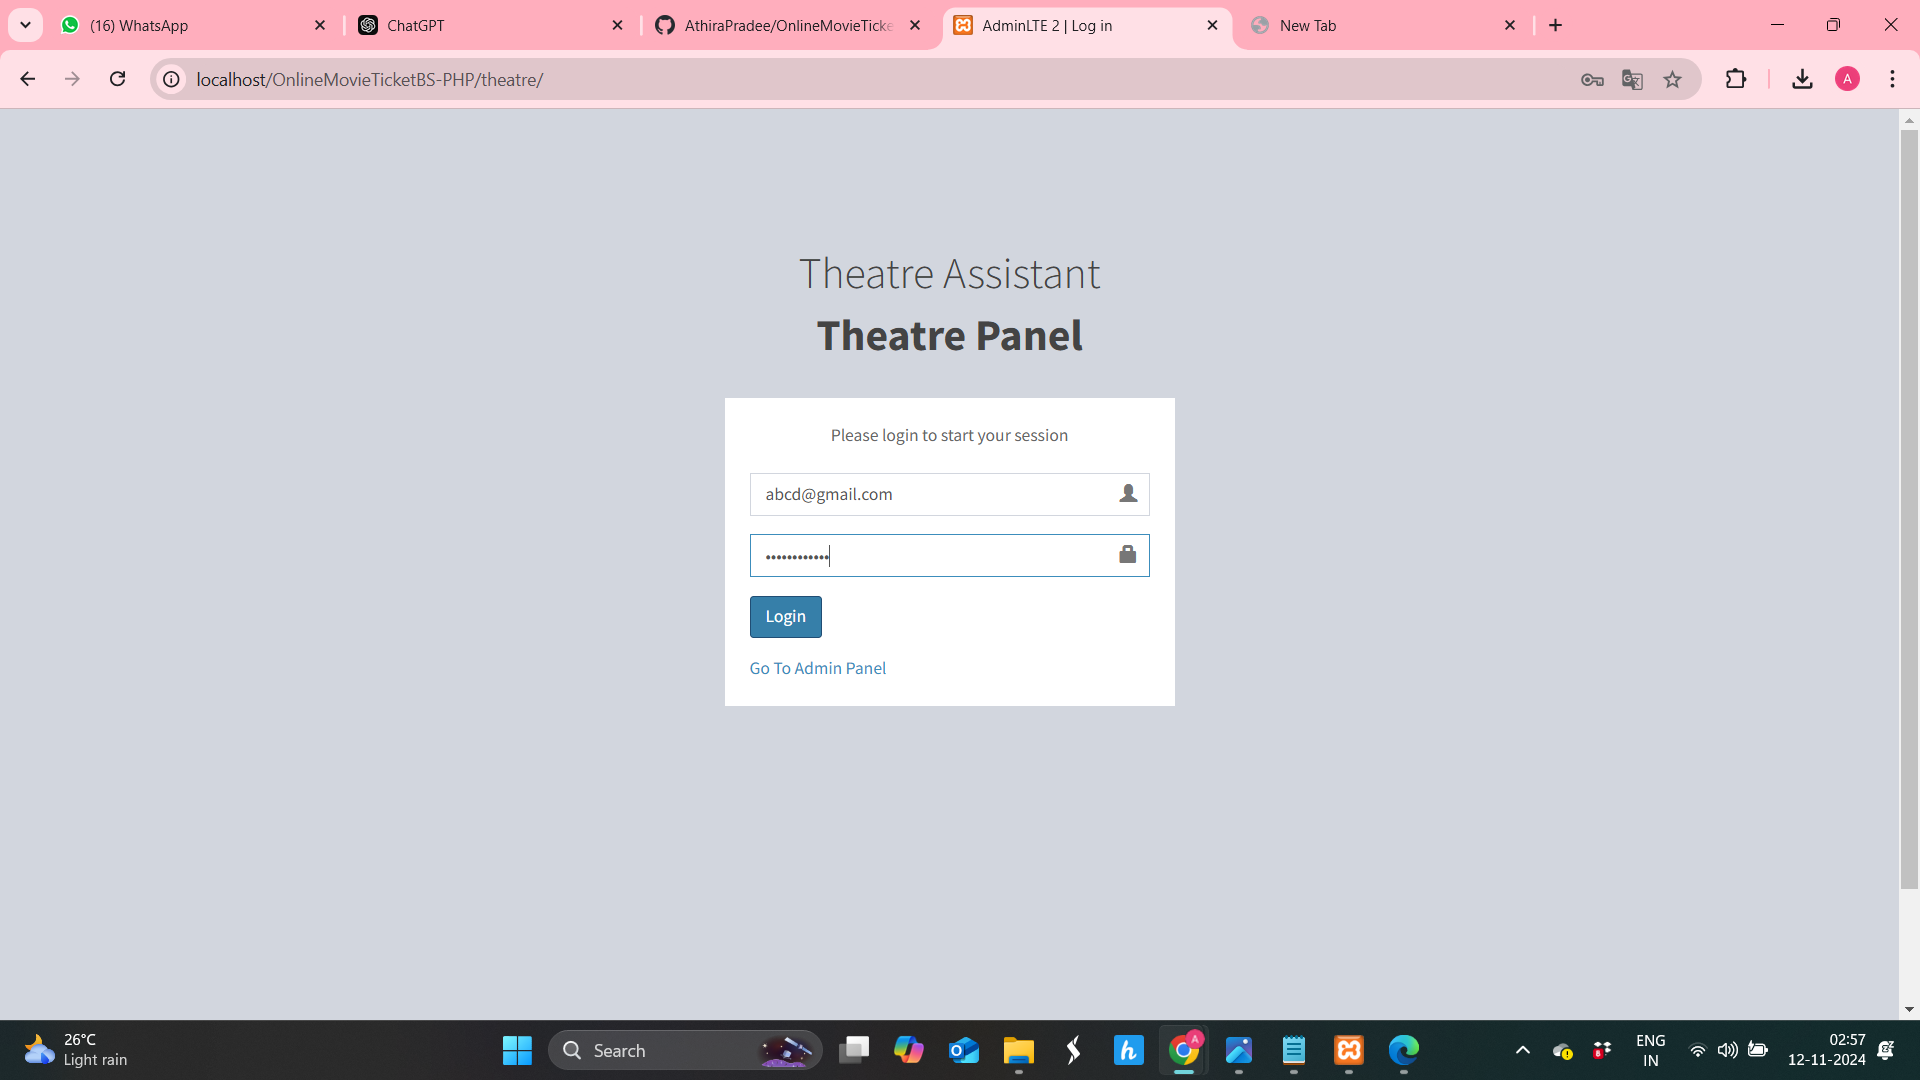 (16) WhatsApp
ChatGPT
AthiraPradee/OnlineMovieTicke
AdminLTE 2 | Log in
New Tab
localhost/OnlineMovieTicketBS-PHP/theatre/
A
Theatre Assistant
Theatre Panel
Please login to start your session
abcd@gmail.com
••••••••••••
Login
Go To Admin Panel
26°C
Light rain
Search
A
8
ENG
IN
02:57
12-11-2024